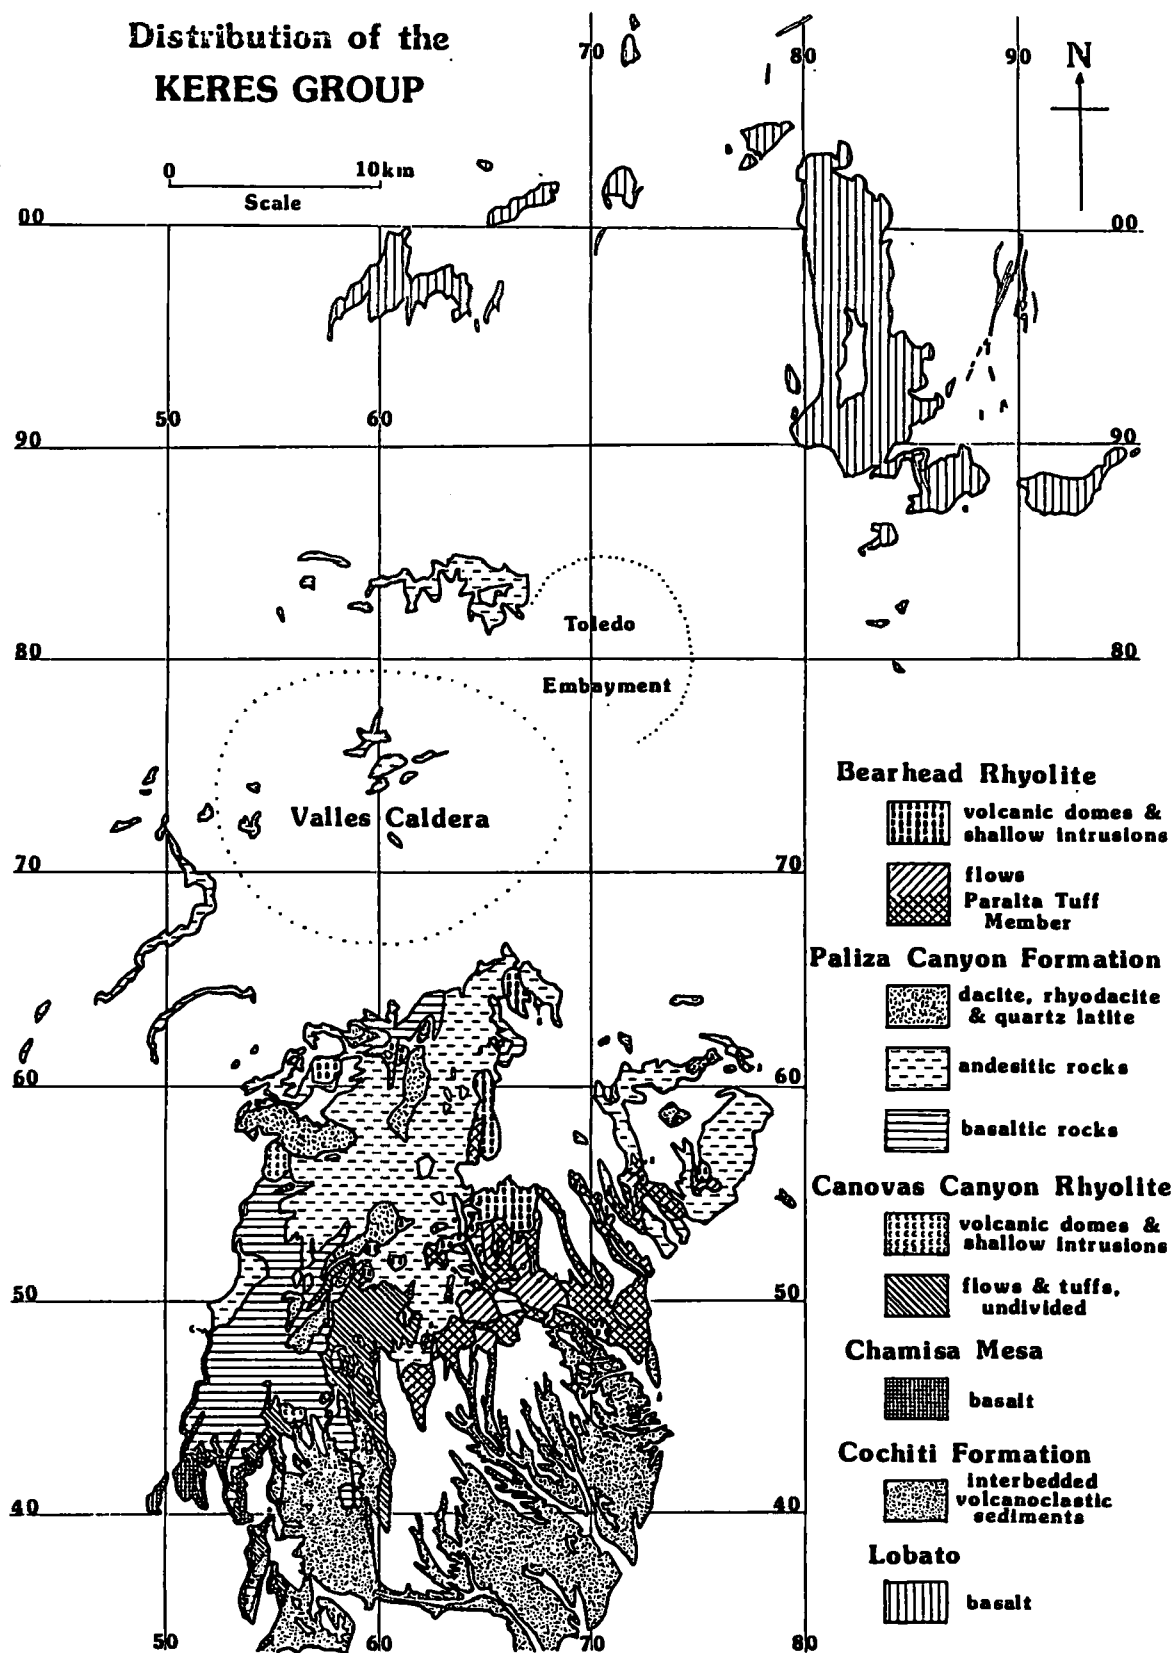 Distribution of the
KERES GROUP
70
80
90
N
0
10km
Scale
00
00
50
60
90
90
Toledo
80
80
Embayment
Valles Caldera
70
70
60
60
50
50
40
40
50
60
70
80
Bearhead Rhyolite
volcanic domes &
shallow intrusions
flows
Paralta Tuff
Member
Paliza Canyon Formation
dacite, rhyodacite
& quartz latite
andesitic rocks
basaltic rocks
Canovas Canyon Rhyolite
volcanic domes &
shallow intrusions
flows & tuffs,
undivided
Chamisa Mesa
basalt
Cochiti Formation
interbedded
volcanoclastic
sediments
Lobato
basalt